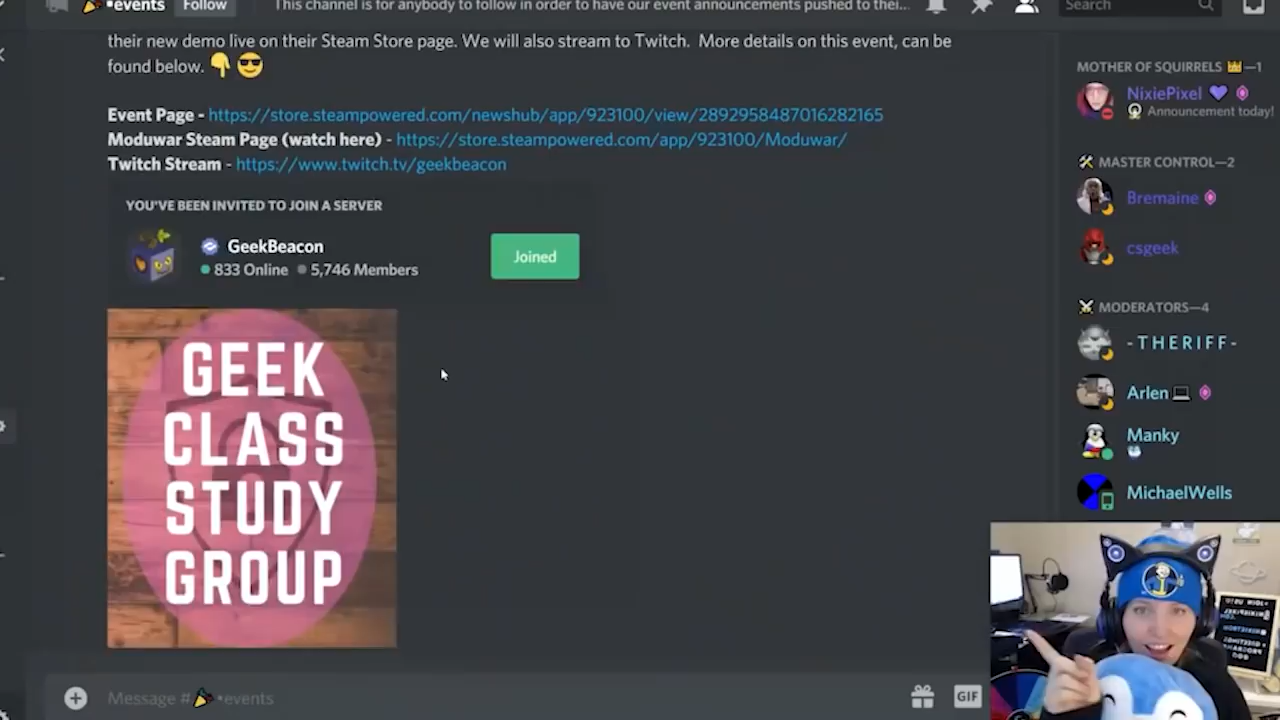 •events
Follow
This channel is for anybody to follow in order to have our event announcements pushed to thei...
Search
their new demo live on their Steam Store page. We will also stream to Twitch. More details on this event, can be
found below. 👇 😎
Event Page - https://store.steampowered.com/newshub/app/923100/view/2892958487016282165
Moduwar Steam Page (watch here) - https://store.steampowered.com/app/923100/Moduwar/
Twitch Stream - https://www.twitch.tv/geekbeacon
YOU'VE BEEN INVITED TO JOIN A SERVER
GeekBeacon
833 Online 5,746 Members
Joined
GEEK
CLASS
STUDY
GROUP
Message #🎉•events
GIF
MOTHER OF SQUIRRELS 👑—1
NixiePixel 💜
Announcement today!
🛠 MASTER CONTROL—2
Bremaine
csgeek
⚔ MODERATORS—4
-THERIFF-
Arlen 💻
Manky
MichaelWells